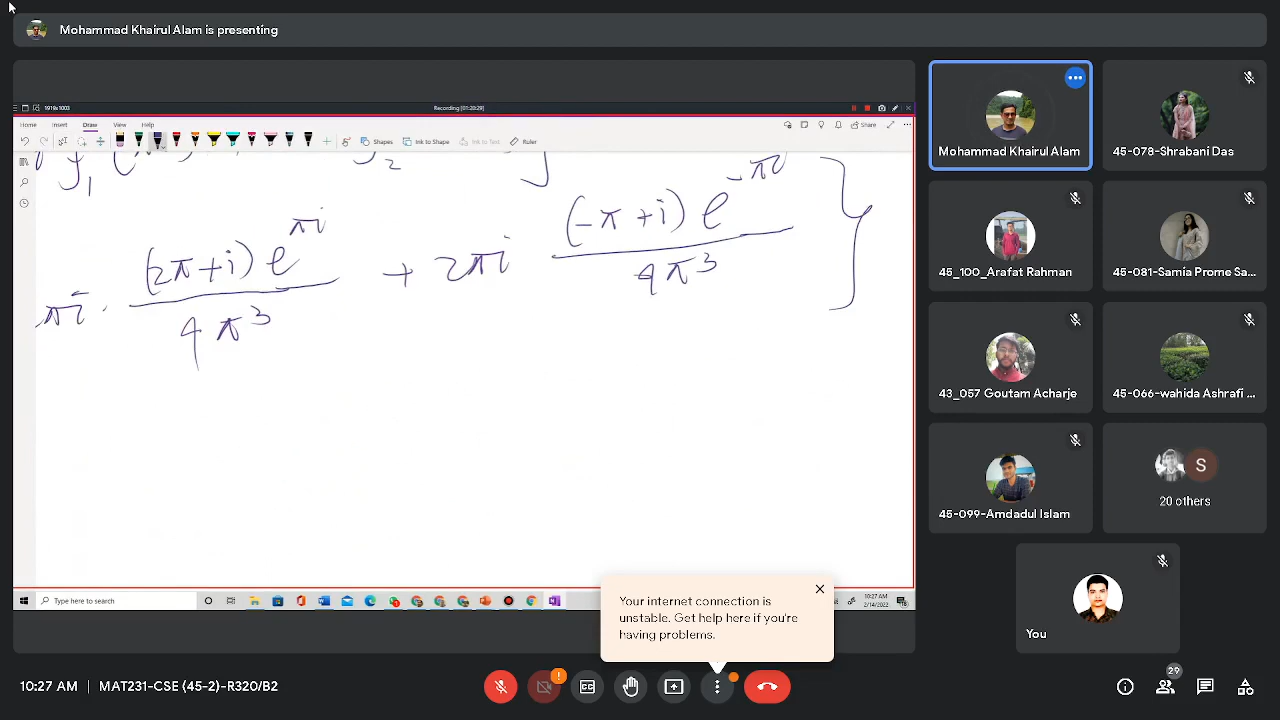 Mohammad Khairul Alam is presenting
1919x1003
Recording [01:20:29]
Home Insert Draw View Help
Share
Shapes Ink to Shape Ink to Text Ruler
πi · (2π+i) e^{πi} / 4π³ + 2πi (-π+i) e^{-πi} / 4π³ }
Type here to search
10:27 AM
2/14/2022
Mohammad Khairul Alam
45-078-Shrabani Das
45_100_Arafat Rahman
45-081-Samia Prome Sa...
43_057 Goutam Acharje
45-066-wahida Ashrafi ...
45-099-Amdadul Islam
S
20 others
You
Your internet connection is
unstable. Get help here if you're
having problems.
10:27 AM | MAT231-CSE (45-2)-R320/B2
29